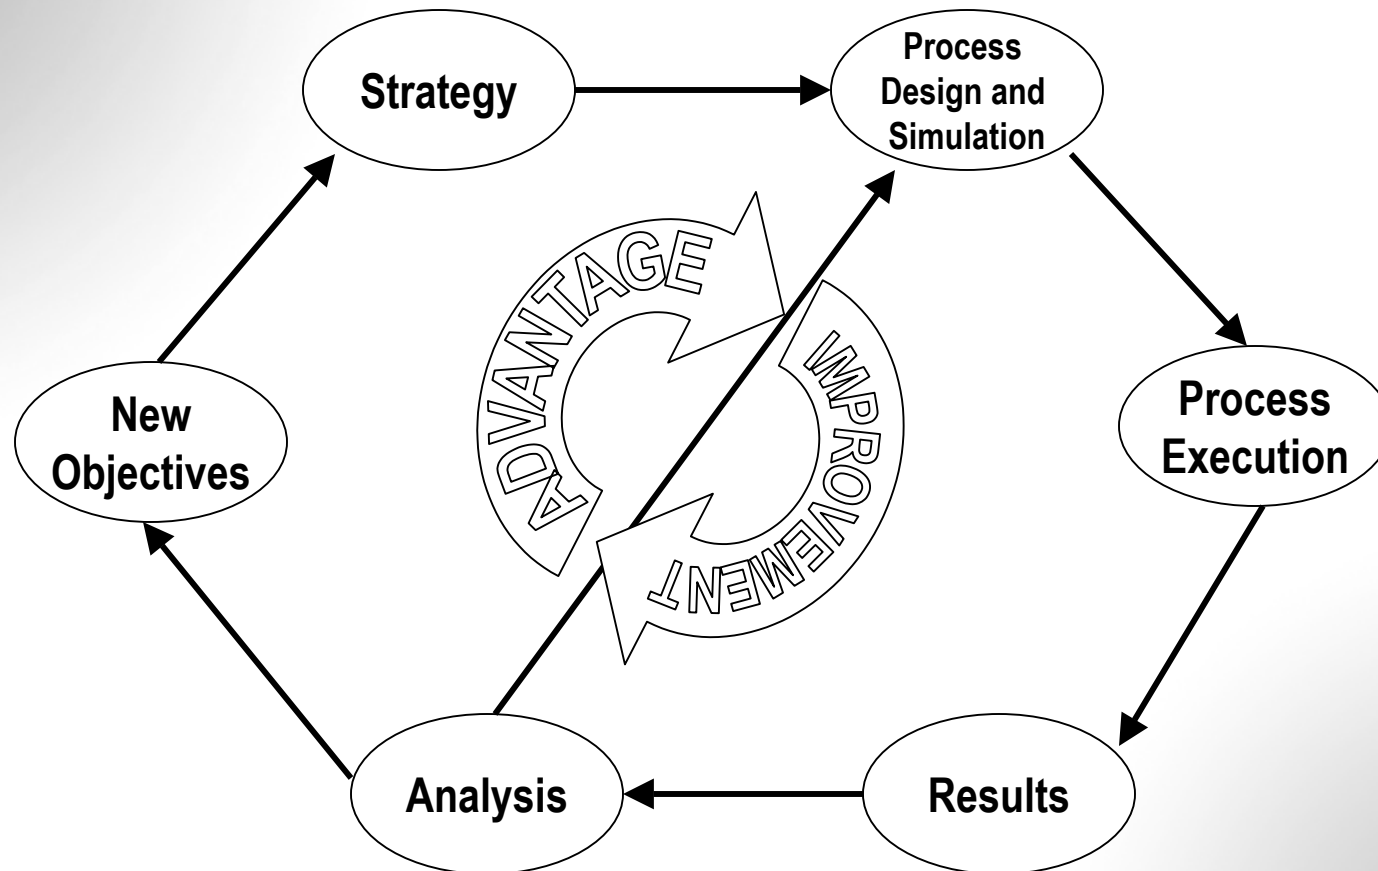 Strategy
Process
Design and
Simulation
ADVANTAGE
IMPROVEMENT
New
Objectives
Process
Execution
Analysis
Results